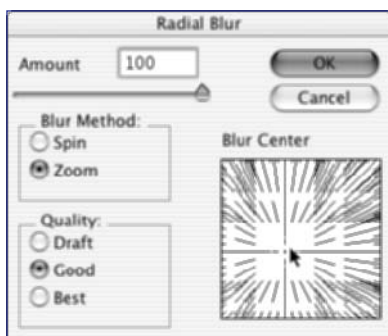 Radial Blur
Amount 100
OK
Cancel
Blur Method:
Spin
Zoom
Blur Center
Quality:
Draft
Good
Best